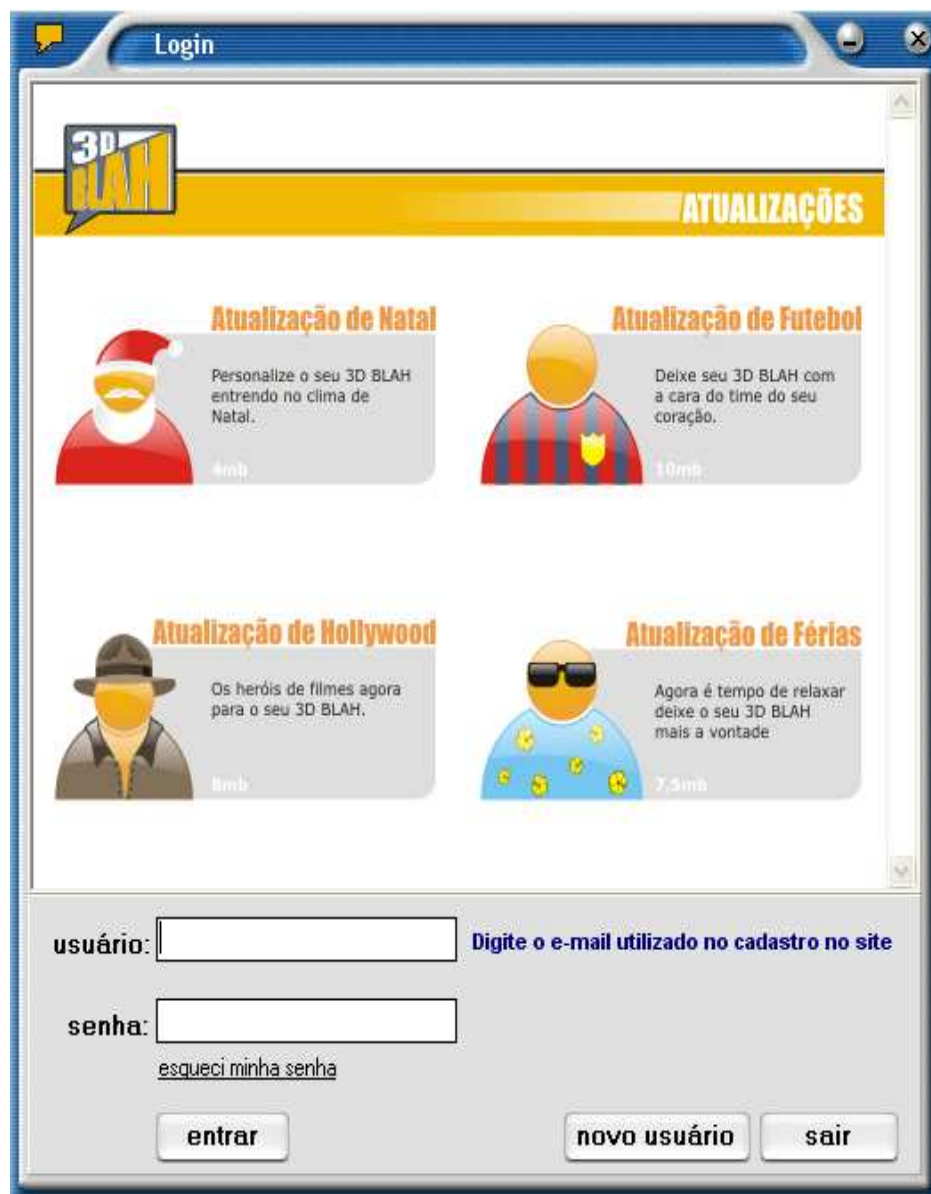 Login
3D
BLAH
ATUALIZAÇÕES
Atualização de Natal
Personalize o seu 3D BLAH
entrendo no clima de
Natal.
4mb
Atualização de Futebol
Deixe seu 3D BLAH com
a cara do time do seu
coração.
10mb
Atualização de Hollywood
Os heróis de filmes agora
para o seu 3D BLAH.
8mb
Atualização de Férias
Agora é tempo de relaxar
deixe o seu 3D BLAH
mais a vontade
7,5mb
usuário:
Digite o e-mail utilizado no cadastro no site
senha:
esqueci minha senha
entrar
novo usuário
sair